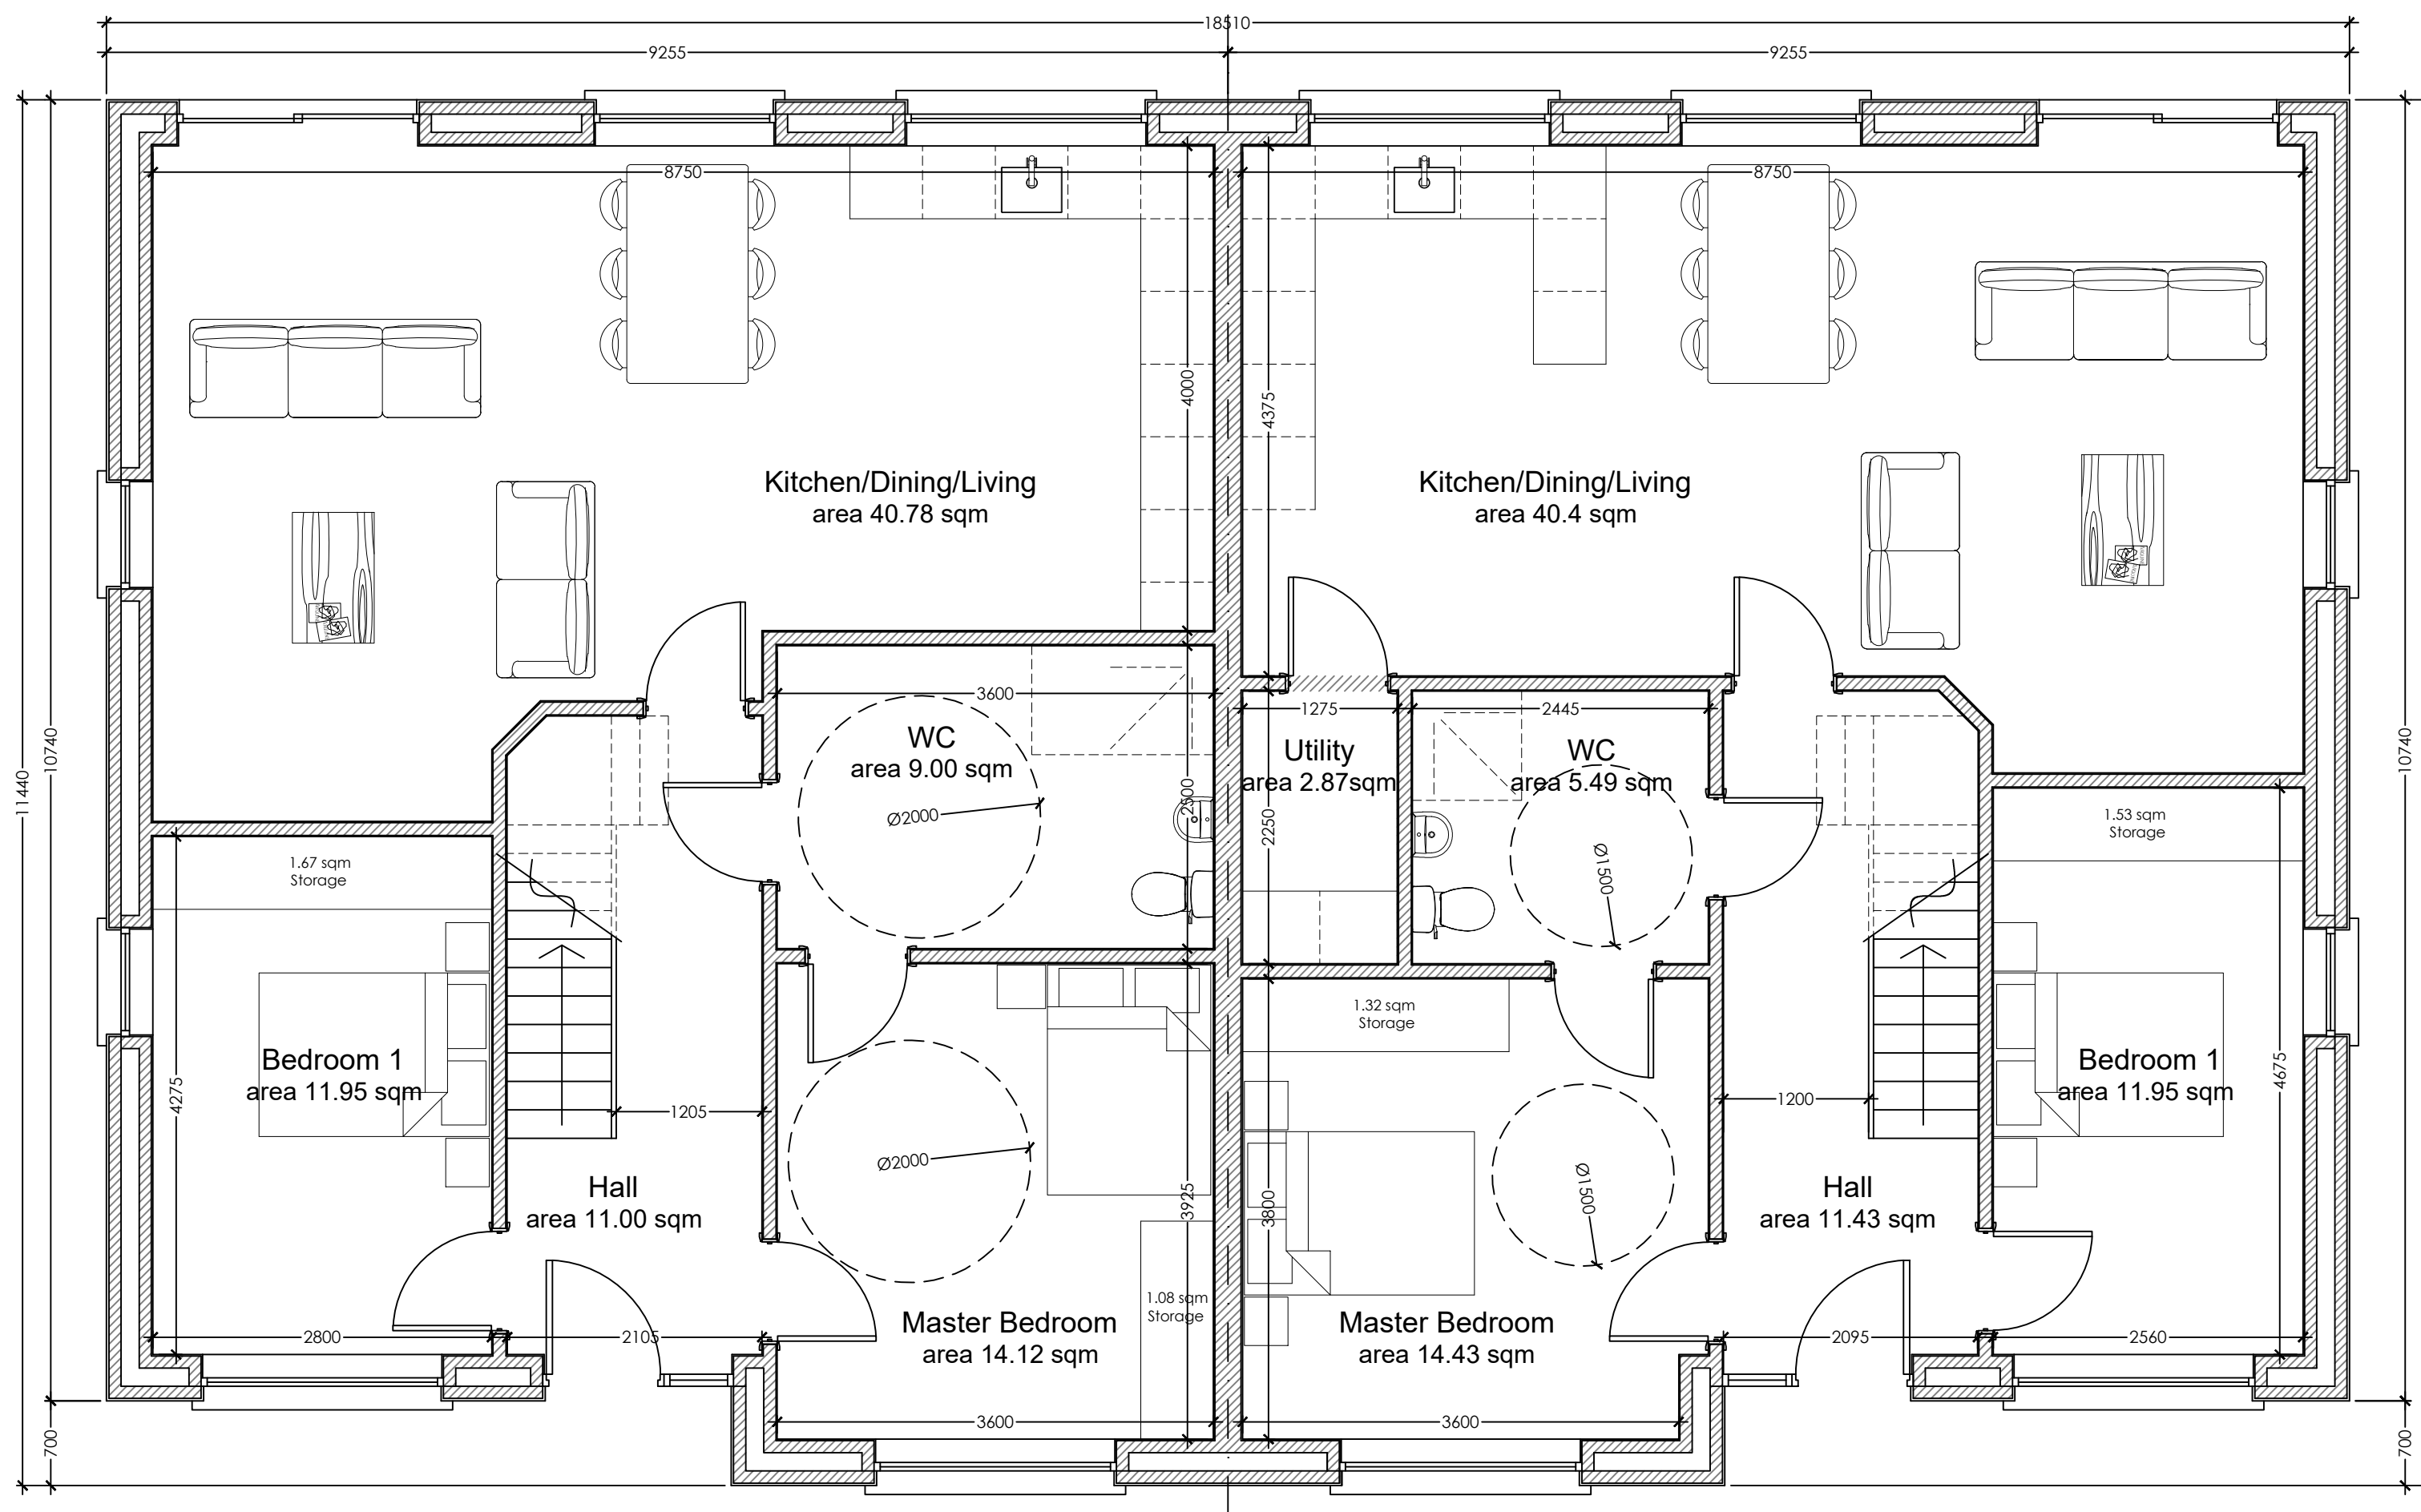 18510
9255
9255
8750
8750
4000
4375
Kitchen/Dining/Living
area 40.78 sqm
Kitchen/Dining/Living
area 40.4 sqm
11440
10740
10740
3600
1275
2445
WC
area 9.00 sqm
Utility
area 2.87sqm
WC
area 5.49 sqm
Ø2000
2500
2250
Ø1500
1.67 sqm
Storage
1.53 sqm
Storage
1.32 sqm
Storage
Bedroom 1
area 11.95 sqm
4275
1205
Ø2000
3925
3800
Ø1500
1200
Bedroom 1
area 11.95 sqm
4675
Hall
area 11.00 sqm
Hall
area 11.43 sqm
1.08 sqm
Storage
Master Bedroom
area 14.12 sqm
Master Bedroom
area 14.43 sqm
2800
2105
2095
2560
3600
3600
700
700